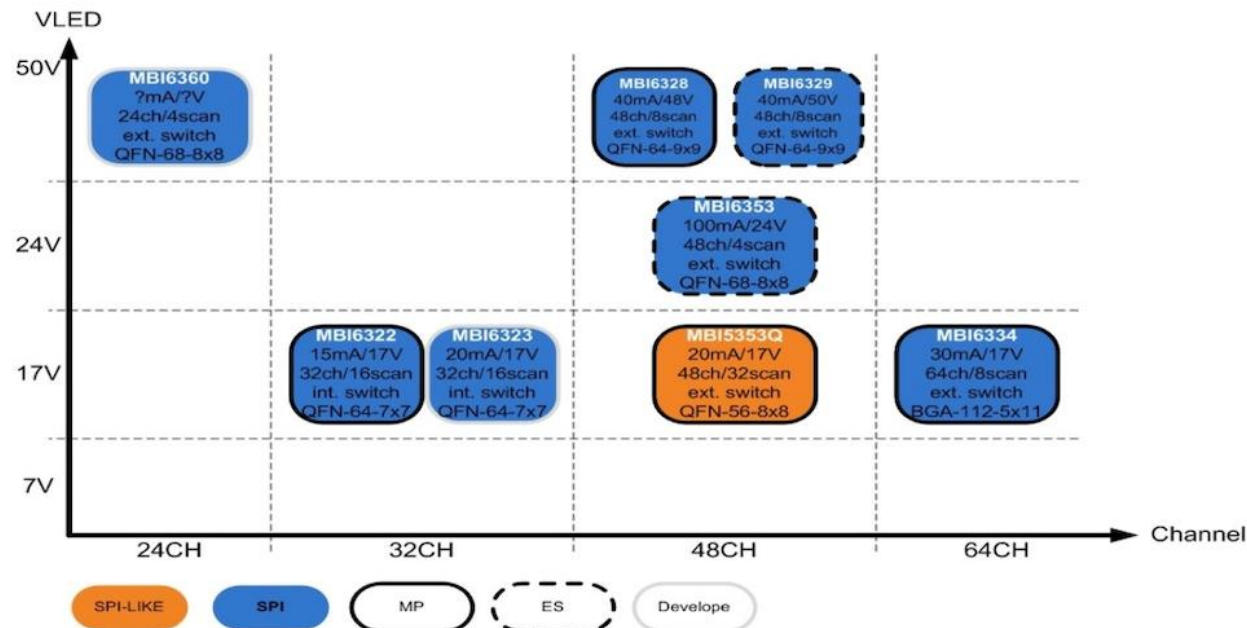 VLED
50V
MBI6360
?mA/?V
24ch/4scan
ext. switch
QFN-68-8x8
MBI6328
40mA/48V
48ch/8scan
ext. switch
QFN-64-9x9
MBI6329
40mA/50V
48ch/8scan
ext. switch
QFN-64-9x9
24V
MBI6353
100mA/24V
48ch/4scan
ext. switch
QFN-68-8x8
17V
MBI6322
15mA/17V
32ch/16scan
int. switch
QFN-64-7x7
MBI6323
20mA/17V
32ch/16scan
int. switch
QFN-64-7x7
MBI5353Q
20mA/17V
48ch/32scan
ext. switch
QFN-56-8x8
MBI6334
30mA/17V
64ch/8scan
ext. switch
BGA-112-5x11
7V
Channel
24CH
32CH
48CH
64CH
SPI-LIKE
SPI
MP
ES
Develope